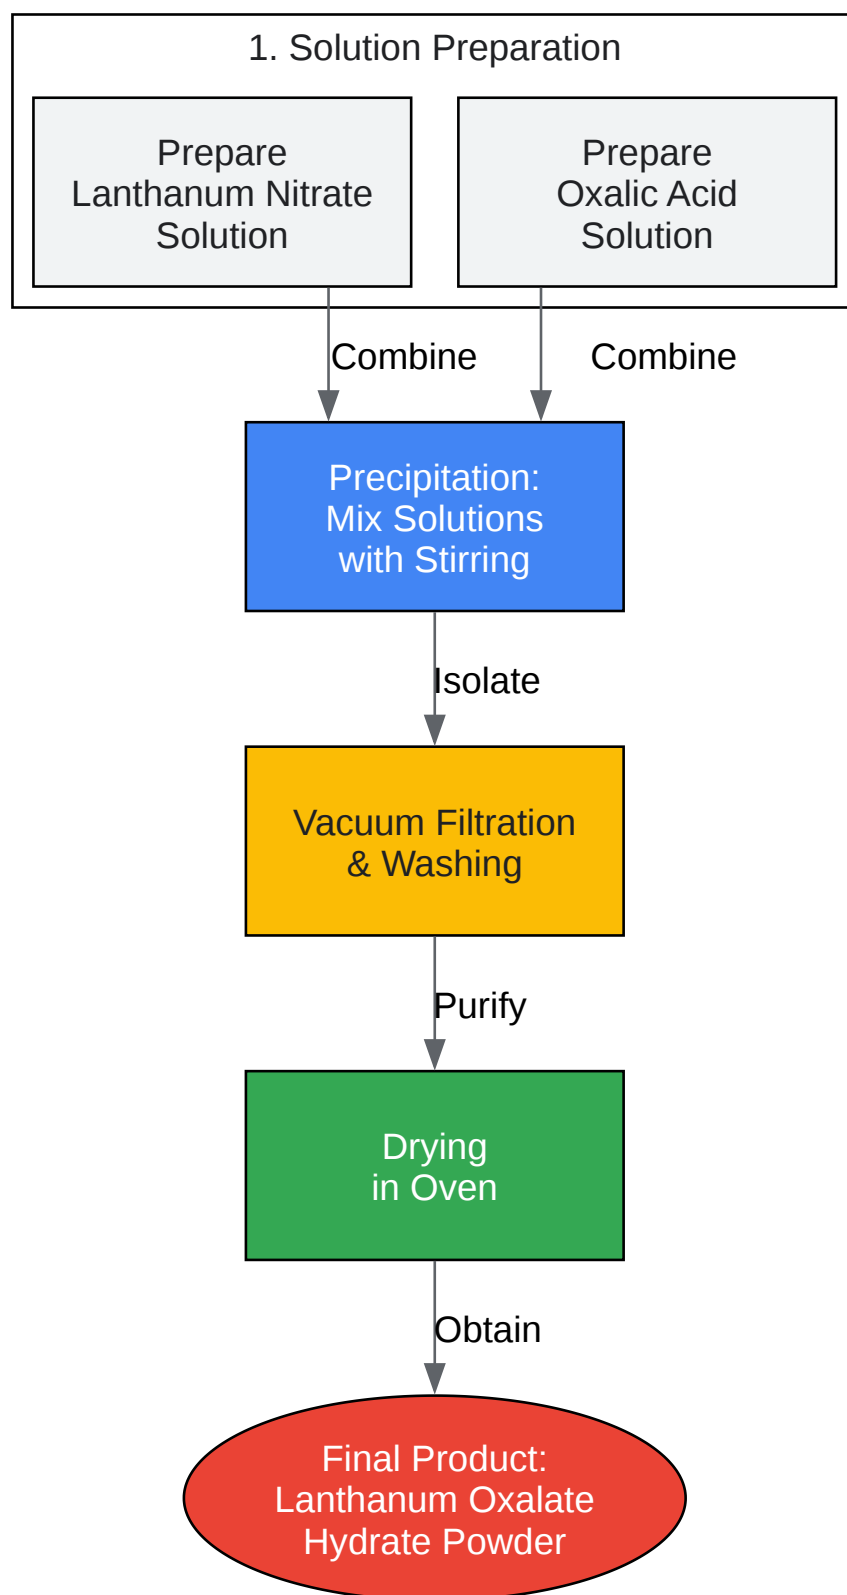 1. Solution Preparation
Prepare
Lanthanum Nitrate
Solution
Prepare
Oxalic Acid
Solution
Combine
Combine
Precipitation:
Mix Solutions
with Stirring
Isolate
Vacuum Filtration
& Washing
Purify
Drying
in Oven
Obtain
Final Product:
Lanthanum Oxalate
Hydrate Powder